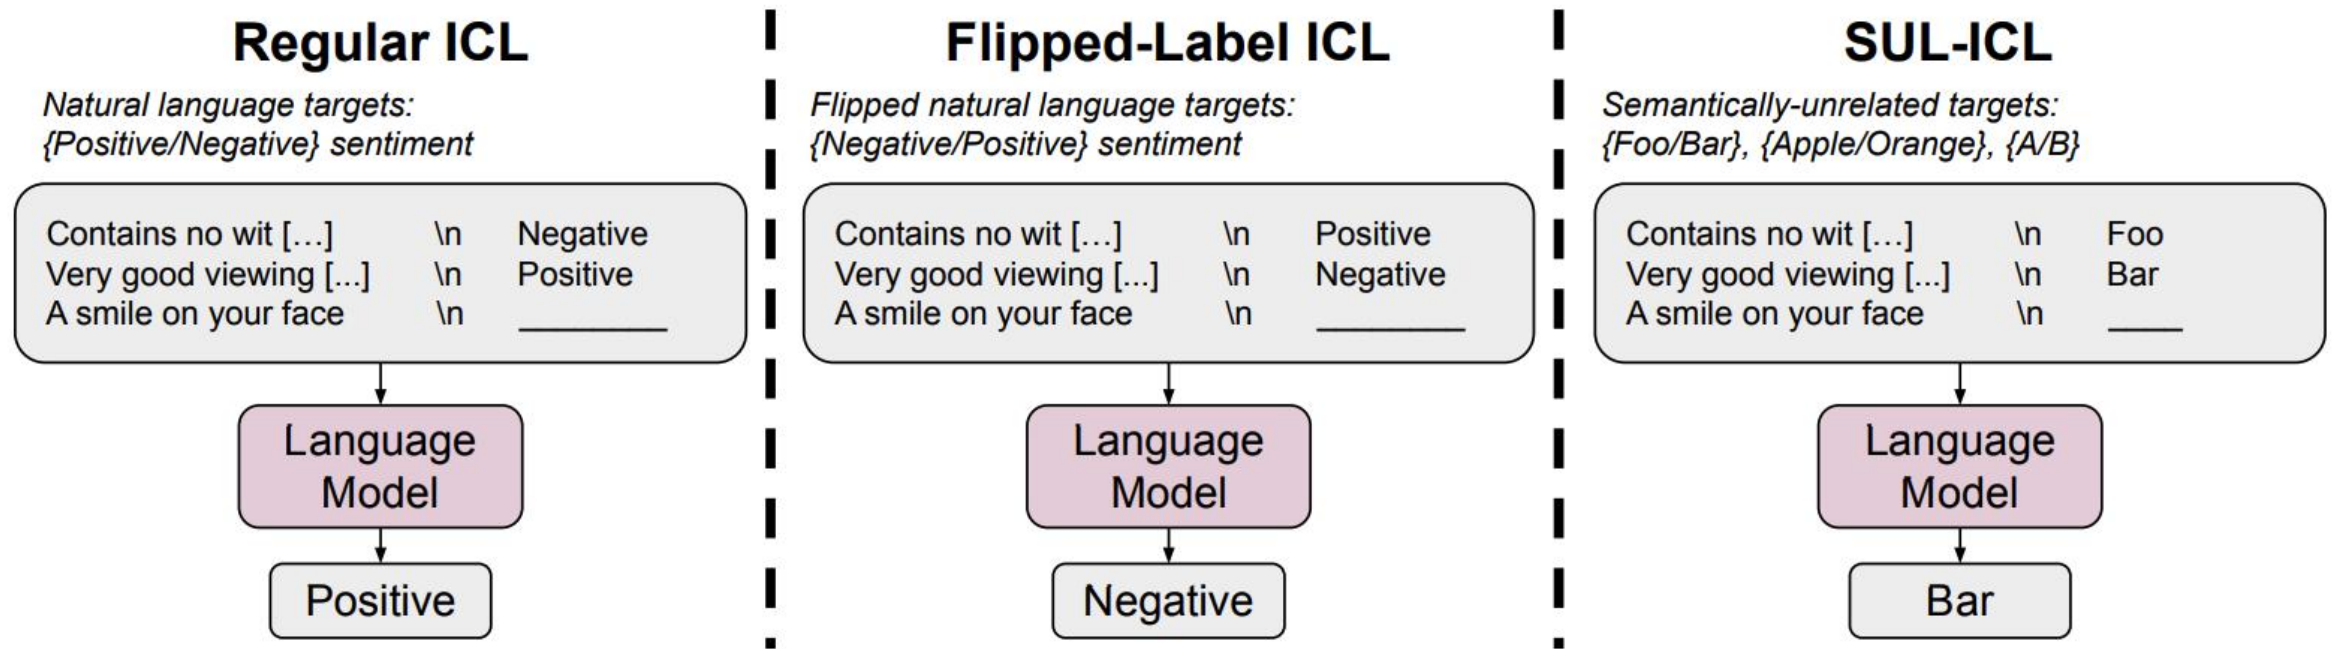 Regular ICL
Natural language targets:
{Positive/Negative} sentiment
Contains no wit […] \n Negative
Very good viewing [...] \n Positive
A smile on your face \n ________
Language
Model
Positive
Flipped-Label ICL
Flipped natural language targets:
{Negative/Positive} sentiment
Contains no wit […] \n Positive
Very good viewing [...] \n Negative
A smile on your face \n ________
Language
Model
Negative
SUL-ICL
Semantically-unrelated targets:
{Foo/Bar}, {Apple/Orange}, {A/B}
Contains no wit […] \n Foo
Very good viewing [...] \n Bar
A smile on your face \n ____
Language
Model
Bar